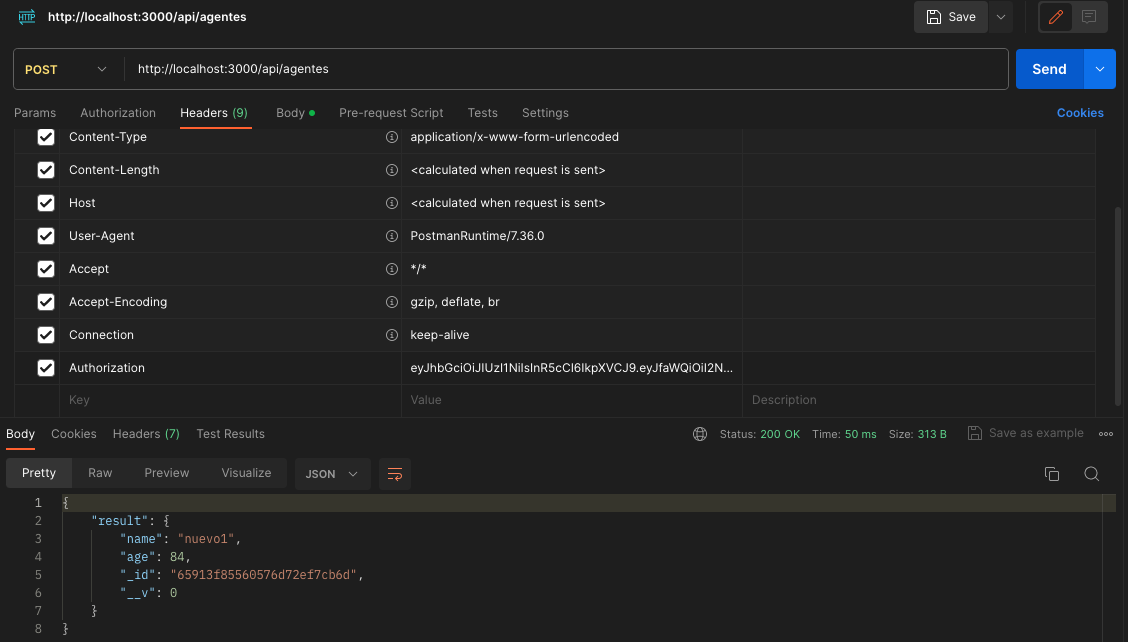 HTTP http://localhost:3000/api/agentes Save
POST http://localhost:3000/api/agentes Send
Params Authorization Headers (9) Body Pre-request Script Tests Settings Cookies
Content-Type application/x-www-form-urlencoded
Content-Length <calculated when request is sent>
Host <calculated when request is sent>
User-Agent PostmanRuntime/7.36.0
Accept */*
Accept-Encoding gzip, deflate, br
Connection keep-alive
Authorization eyJhbGciOiJIUzI1NiIsInR5cCI6IkpXVCJ9.eyJfaWQiOiI2N...
Key Value Description
Body Cookies Headers (7) Test Results Status: 200 OK Time: 50 ms Size: 313 B Save as example
Pretty Raw Preview Visualize JSON
1 {
2 "result": {
3 "name": "nuevo1",
4 "age": 84,
5 "_id": "65913f85560576d72ef7cb6d",
6 "__v": 0
7 }
8 }